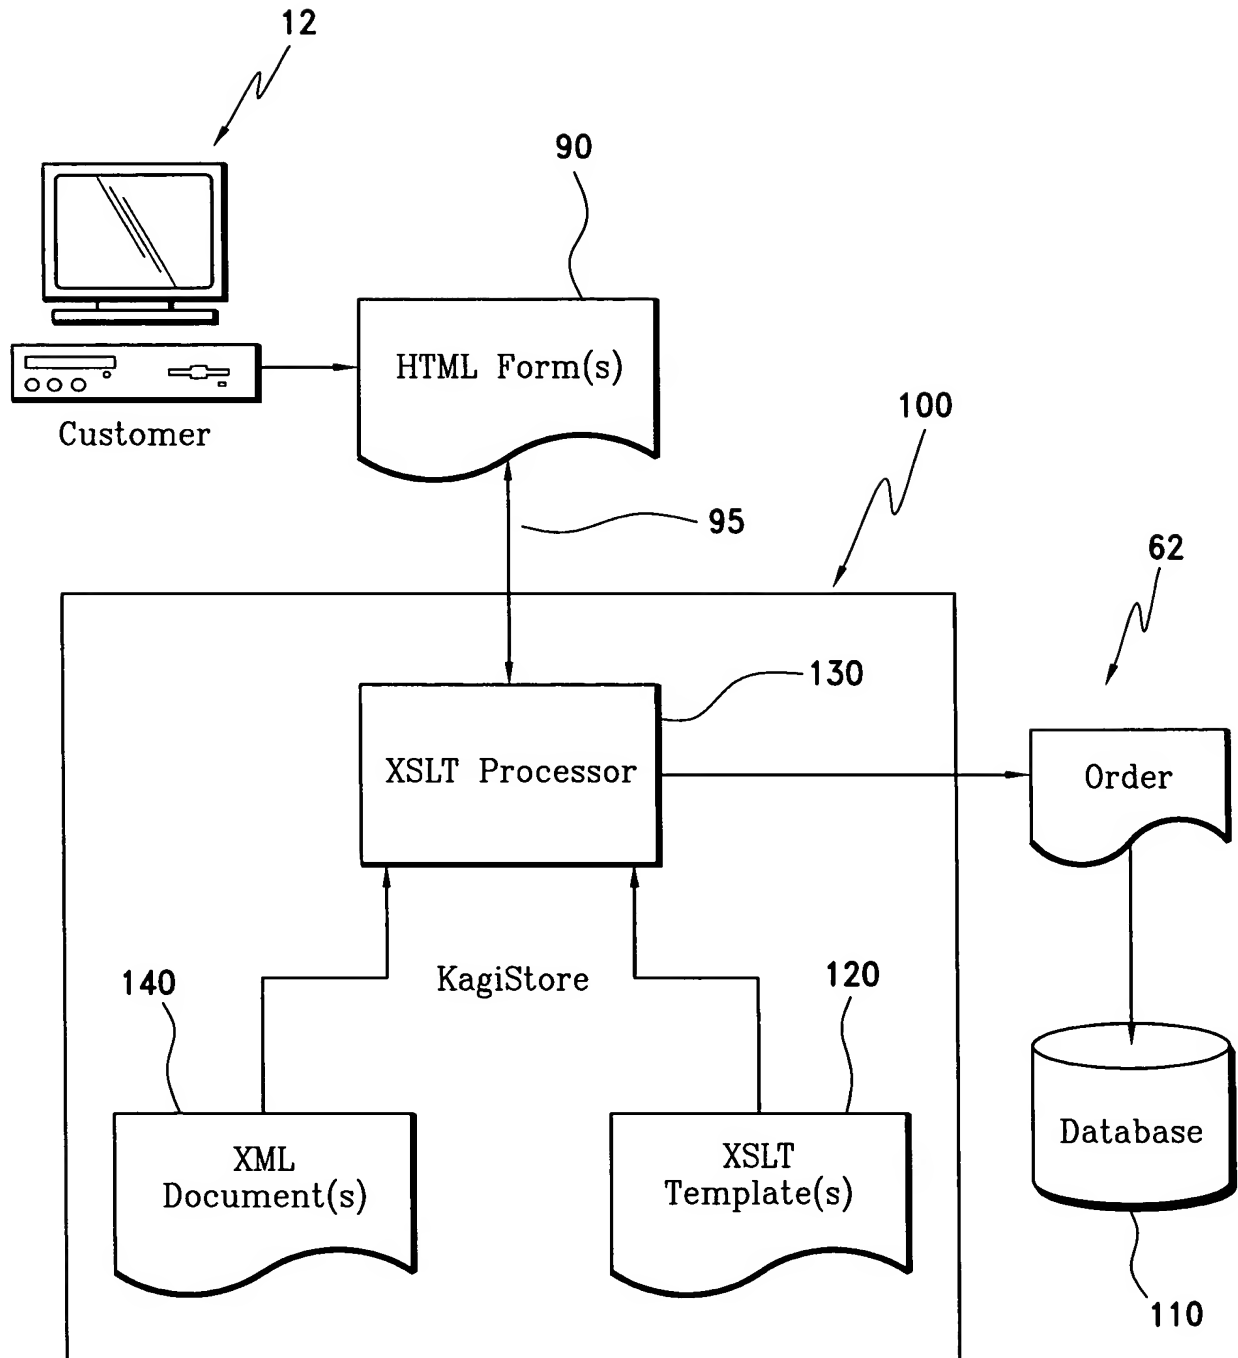 12
90
HTML Form(s)
Customer
100
95
62
130
XSLT Processor
Order
140
KagiStore
120
XML
Document(s)
XSLT
Template(s)
Database
110